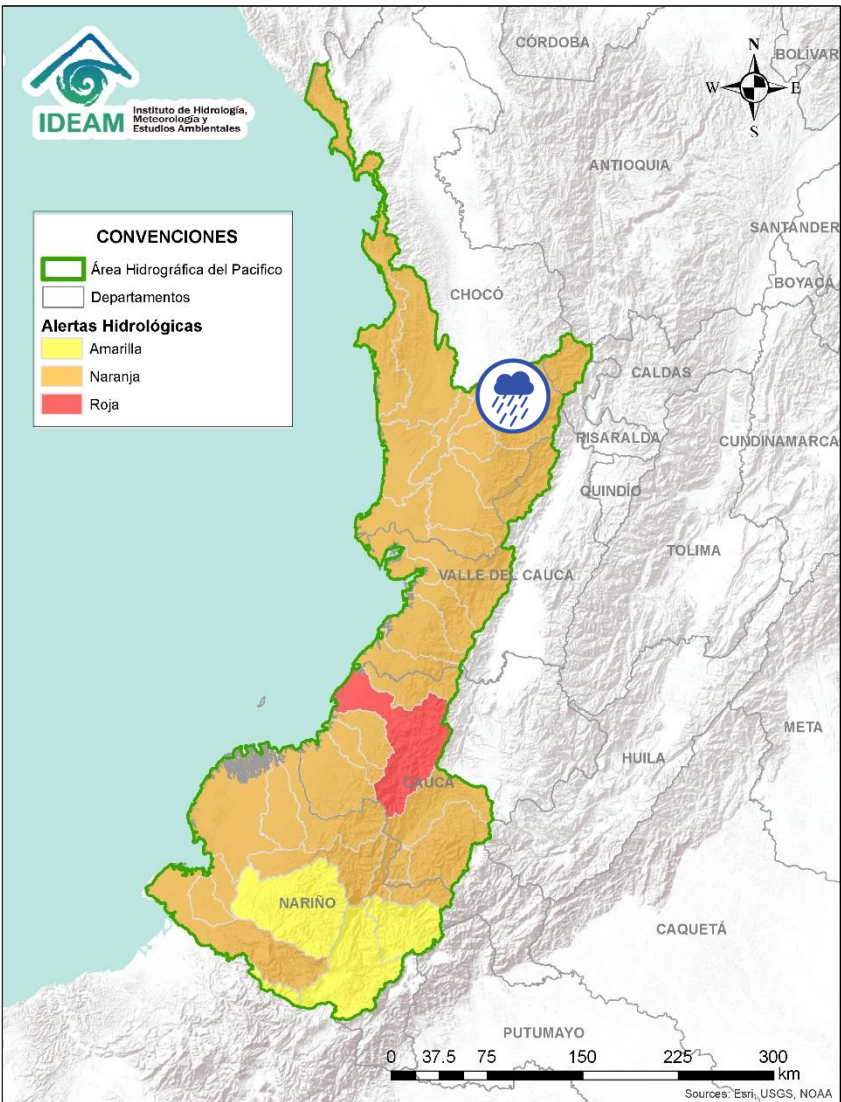 IDEAM
Instituto de Hidrología,
Meteorología y
Estudios Ambientales
CÓRDOBA
BOLIVAR
N
W
E
S
ANTIOQUIA
SANTANDER
BOYACÁ
CONVENCIONES
Área Hidrográfica del Pacifico
Departamentos
Alertas Hidrológicas
Amarilla
Naranja
Roja
CHOCÓ
CALDAS
RISARALDA
CUNDINAMARCA
QUINDÍO
TOLIMA
VALLE DEL CAUCA
META
HUILA
CAUCA
NARIÑO
CAQUETÁ
PUTUMAYO
0 37.5 75 150 225 300
km
Sources: Esri, USGS, NOAA